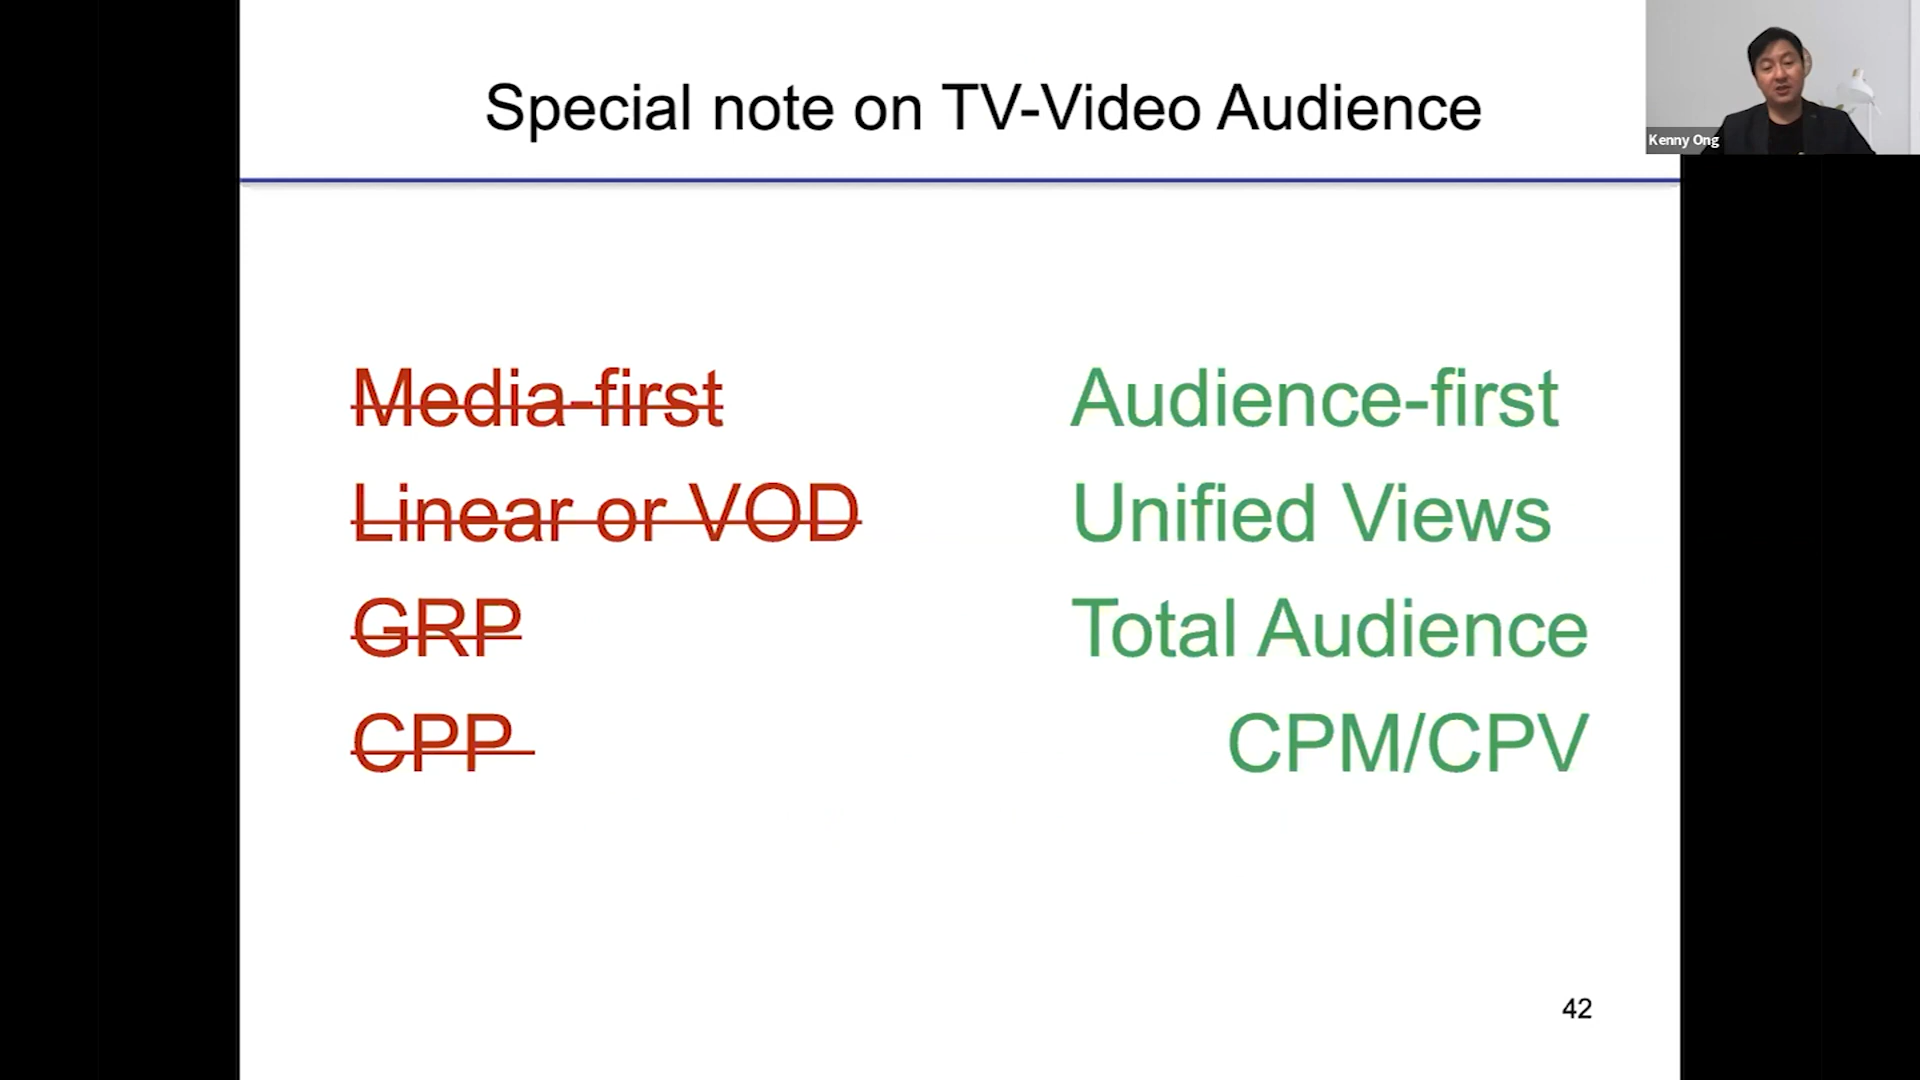 Special note on TV-Video Audience
Kenny Ong
Media-first
Audience-first
Linear or VOD
Unified Views
GRP
Total Audience
CPP
CPM/CPV
42